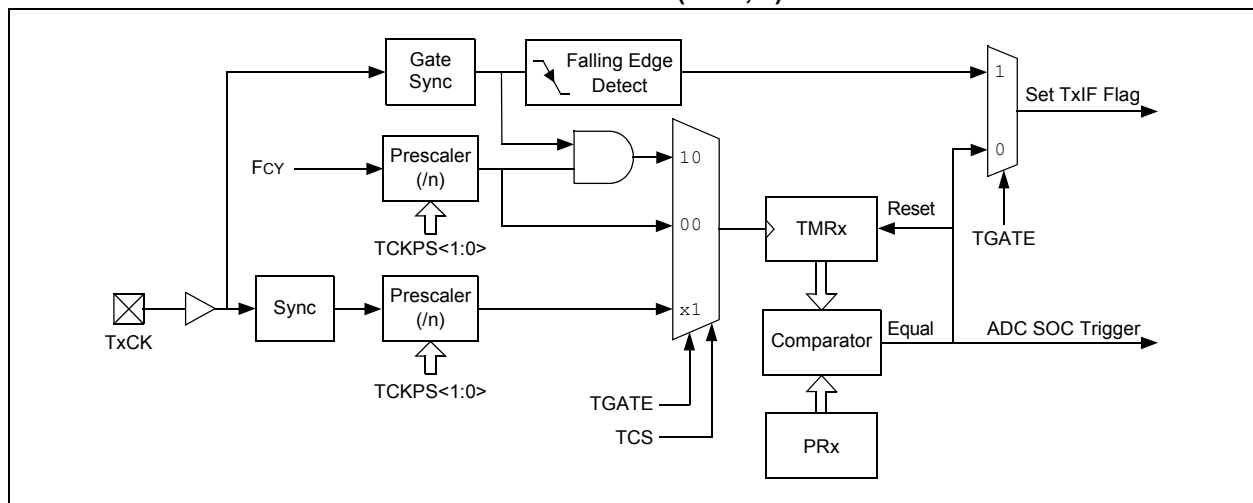 Gate
Sync
Falling Edge
Detect
1
Set TxIF Flag
0
FCY
Prescaler
(/n)
10
00
TCKPS<1:0>
Reset
TMRx
TGATE
TxCK
Sync
Prescaler
(/n)
x1
TCKPS<1:0>
Comparator
Equal
ADC SOC Trigger
TGATE
TCS
PRx